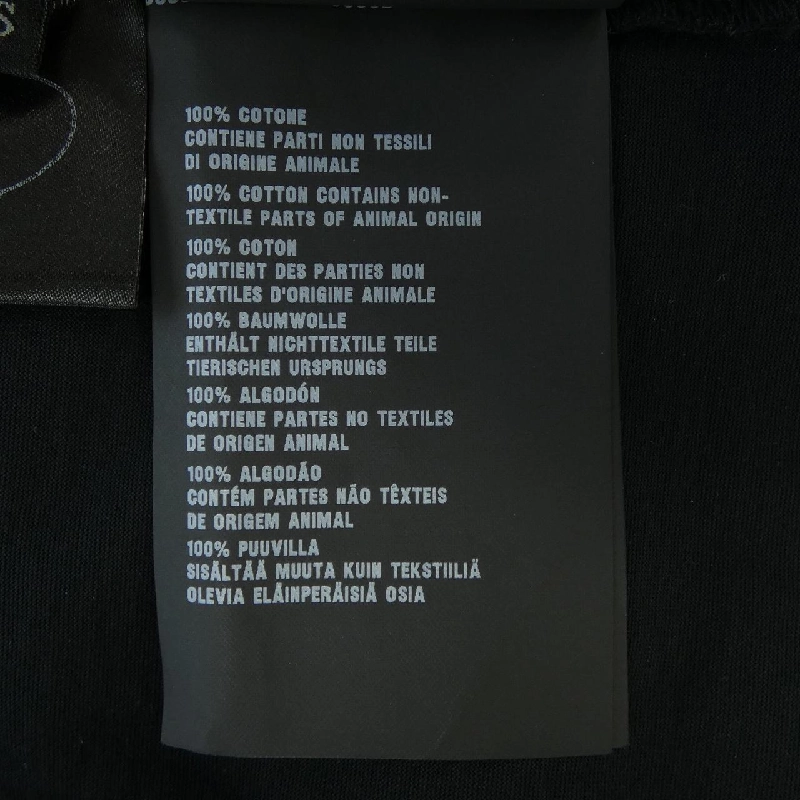 S
100% COTONE
CONTIENE PARTI NON TESSILI
DI ORIGINE ANIMALE
100% COTTON CONTAINS NON-
TEXTILE PARTS OF ANIMAL ORIGIN
100% COTON
CONTIENT DES PARTIES NON
TEXTILES D'ORIGINE ANIMALE
100% BAUMWOLLE
ENTHÄLT NICHTTEXTILE TEILE
TIERISCHEN URSPRUNGS
100% ALGODÓN
CONTIENE PARTES NO TEXTILES
DE ORIGEN ANIMAL
100% ALGODÃO
CONTÉM PARTES NÃO TÊXTEIS
DE ORIGEM ANIMAL
100% PUUVILLA
SISÄLTÄÄ MUUTA KUIN TEKSTIILIÄ
OLEVIA ELÄINPERÄISIÄ OSIA